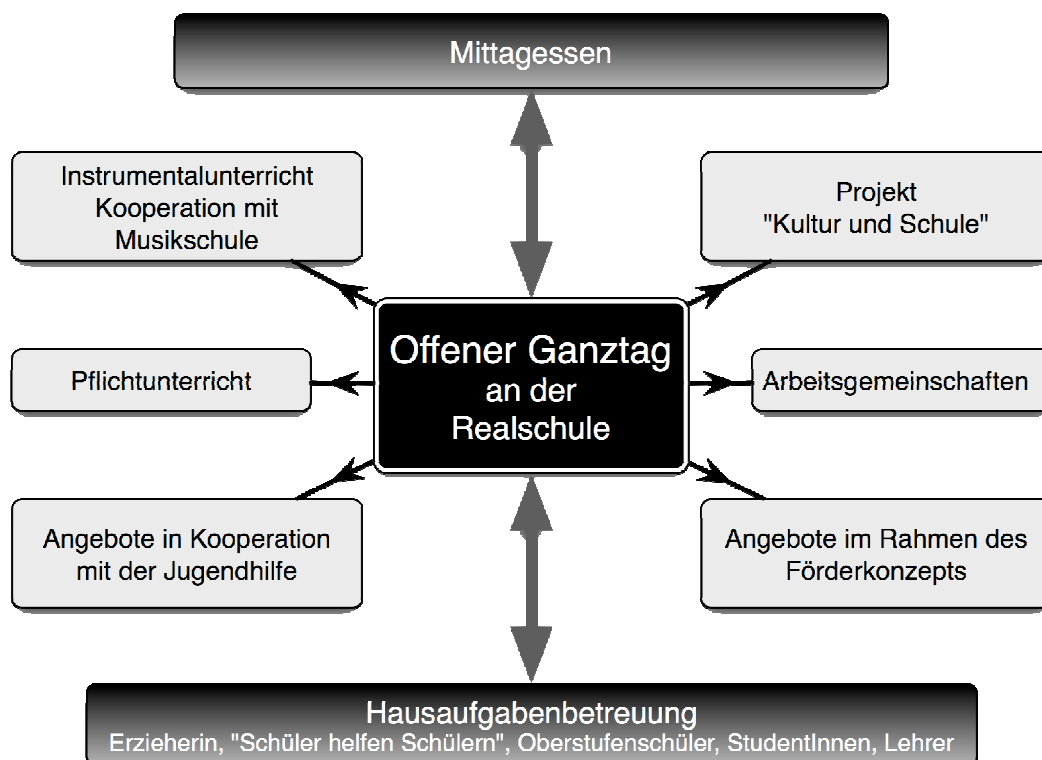 Mittagessen
Instrumentalunterricht
Kooperation mit
Musikschule
Projekt
"Kultur und Schule"
Offener Ganztag
an der
Realschule
Pflichtunterricht
Arbeitsgemeinschaften
Angebote in Kooperation
mit der Jugendhilfe
Angebote im Rahmen des
Förderkonzepts
Hausaufgabenbetreuung
Erzieherin, "Schüler helfen Schülern", Oberstufenschüler, StudentInnen, Lehrer